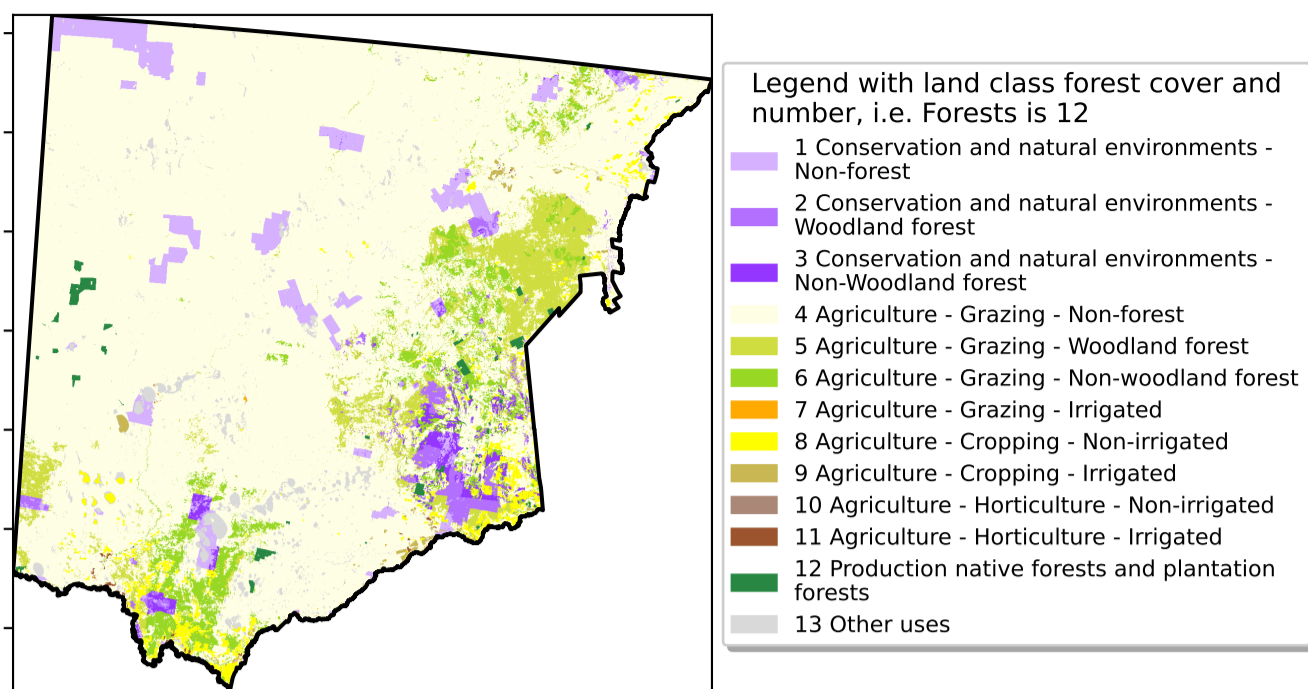 Legend with land class forest cover and
number, i.e. Forests is 12
1 Conservation and natural environments -
Non-forest
2 Conservation and natural environments -
Woodland forest
3 Conservation and natural environments -
Non-Woodland forest
4 Agriculture - Grazing - Non-forest
5 Agriculture - Grazing - Woodland forest
6 Agriculture - Grazing - Non-woodland forest
7 Agriculture - Grazing - Irrigated
8 Agriculture - Cropping - Non-irrigated
9 Agriculture - Cropping - Irrigated
10 Agriculture - Horticulture - Non-irrigated
11 Agriculture - Horticulture - Irrigated
12 Production native forests and plantation
forests
13 Other uses